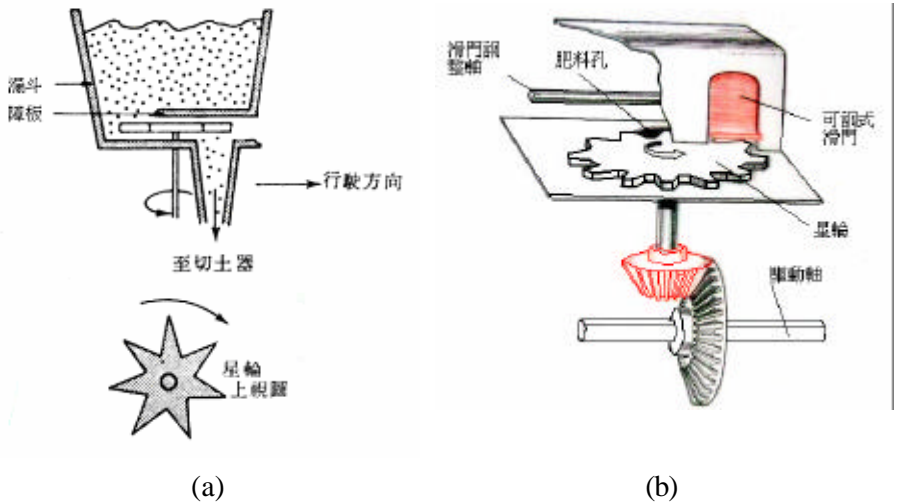 漏斗
障板
行駛方向
至切土器
星輪
上視圖
(a)
滑門調
整軸
肥料孔
可調式
滑門
星輪
驅動軸
(b)